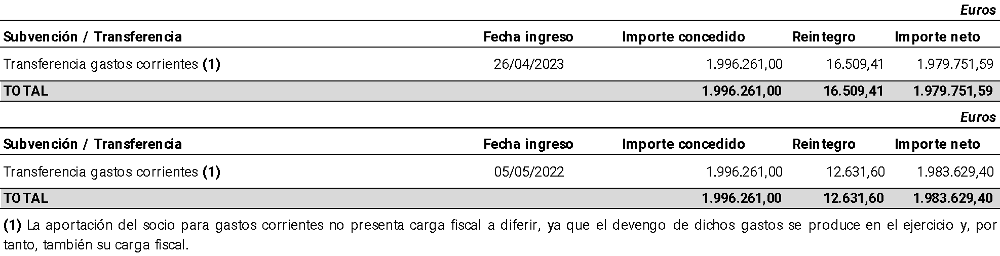 Euros
Subvención / Transferencia Fecha ingreso Importe concedido Reintegro Importe neto
Transferencia gastos corrientes (1) 26/04/2023 1.996.261,00 16.509,41 1.979.751,59
TOTAL 1.996.261,00 16.509,41 1.979.751,59
Euros
Subvención / Transferencia Fecha ingreso Importe concedido Reintegro Importe neto
Transferencia gastos corrientes (1) 05/05/2022 1.996.261,00 12.631,60 1.983.629,40
TOTAL 1.996.261,00 12.631,60 1.983.629,40
(1) La aportación del socio para gastos corrientes no presenta carga fiscal a diferir, ya que el devengo de dichos gastos se produce en el ejercicio y, por
tanto, también su carga fiscal.